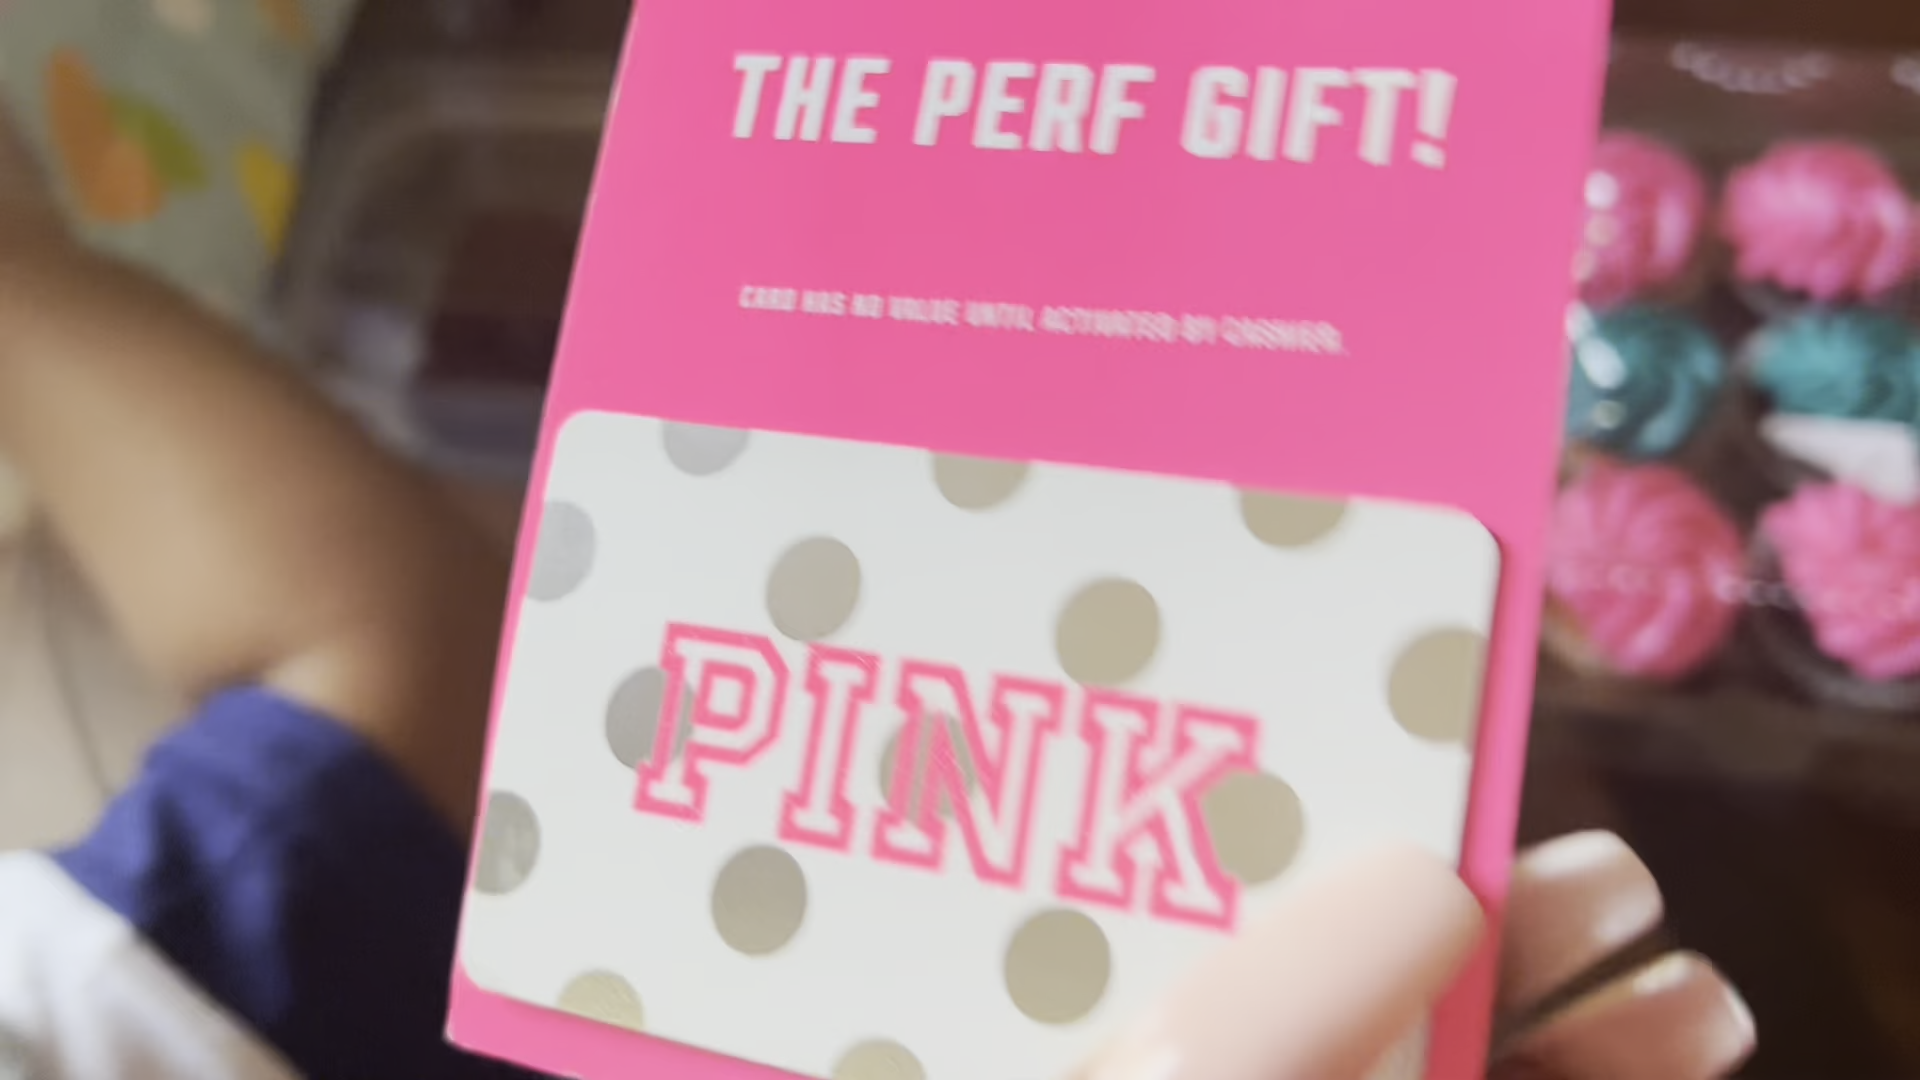 THE PERF GIFT!
CARD HAS NO VALUE UNTIL ACTIVATED BY CASHIER.
PINK